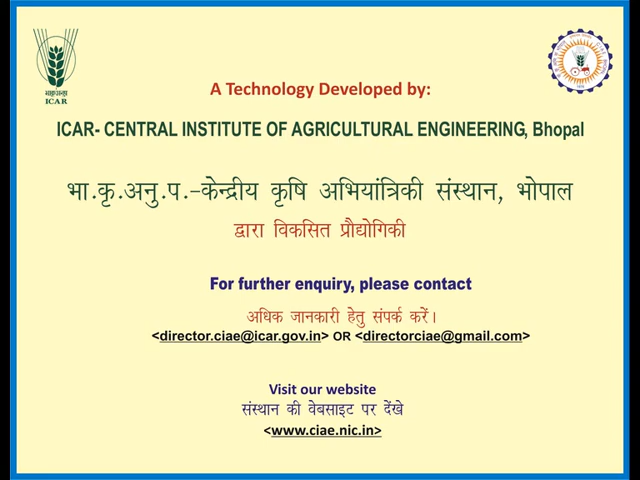 भाकृअनुप
ICAR
A Technology Developed by:
ICAR- CENTRAL INSTITUTE OF AGRICULTURAL ENGINEERING, Bhopal
भा.कृ.अनु.प.-केन्द्रीय कृषि अभियांत्रिकी संस्थान, भोपाल
द्वारा विकसित प्रौद्योगिकी
For further enquiry, please contact
अधिक जानकारी हेतु संपर्क करें।
<director.ciae@icar.gov.in> OR <directorciae@gmail.com>
Visit our website
संस्थान की वेबसाइट पर देंखे
<www.ciae.nic.in>